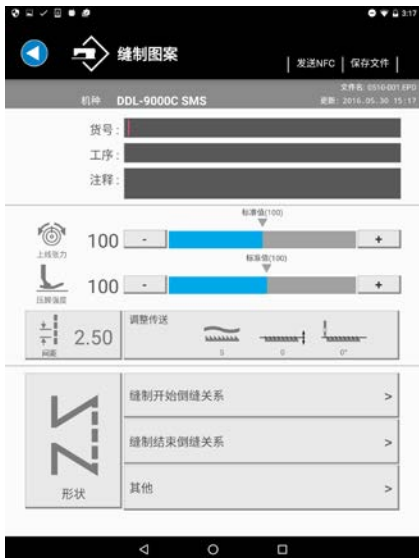 3:17
缝制图案
发送NFC
保存文件
文件名: 0510-001.EPD
机种 DDL-9000C SMS
更新: 2016.05.30 15:17
货号:
工序:
注释:
标准值(100)
上线张力
100
-
+
标准值(100)
压脚强度
100
-
+
间距
2.50
调整传送
S
0
0°
形状
缝制开始倒缝关系 >
缝制结束倒缝关系 >
其他 >